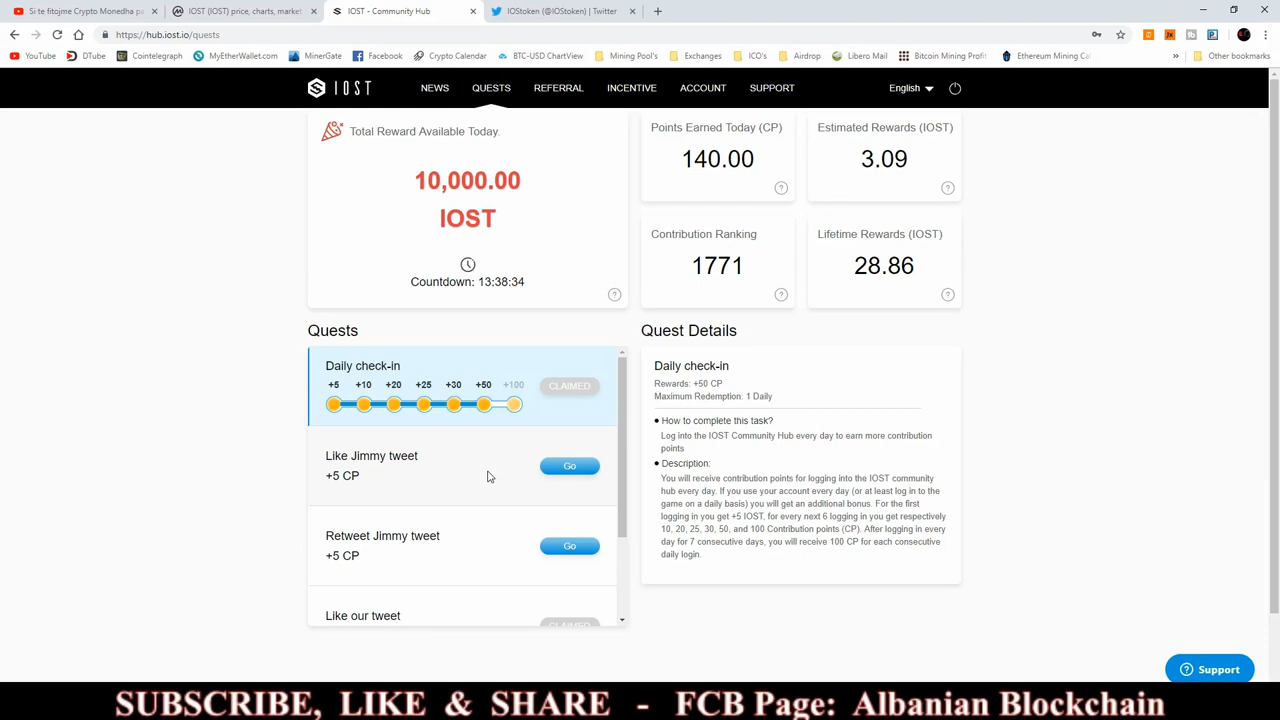 Si te fitojme Crypto Monedha pa
IOST (IOST) price, charts, market
IOST - Community Hub
IOStoken (@IOStoken) | Twitter
https://hub.iost.io/quests
YouTube
DTube
Cointelegraph
MyEtherWallet.com
MinerGate
Facebook
Crypto Calendar
BTC-USD ChartView
Mining Pool's
Exchanges
ICO's
Airdrop
Libero Mail
Bitcoin Mining Profit
Ethereum Mining Ca
Other bookmarks
IOST
NEWS
QUESTS
REFERRAL
INCENTIVE
ACCOUNT
SUPPORT
English
Total Reward Available Today.
10,000.00
IOST
Countdown: 13:38:34
Points Earned Today (CP)
140.00
Estimated Rewards (IOST)
3.09
Contribution Ranking
1771
Lifetime Rewards (IOST)
28.86
Quests
Daily check-in
+5 +10 +20 +25 +30 +50 +100
CLAIMED
Like Jimmy tweet
+5 CP
Go
Retweet Jimmy tweet
+5 CP
Go
Like our tweet
CLAIMED
Quest Details
Daily check-in
Rewards: +50 CP
Maximum Redemption: 1 Daily
How to complete this task?
Log into the IOST Community Hub every day to earn more contribution
points
Description:
You will receive contribution points for logging into the IOST community
hub every day. If you use your account every day (or at least log in to the
game on a daily basis) you will get an additional bonus. For the first
logging in you get +5 IOST, for every next 6 logging in you get respectively
10, 20, 25, 30, 50, and 100 Contribution points (CP). After logging in every
day for 7 consecutive days, you will receive 100 CP for each consecutive
daily login.
Support
SUBSCRIBE, LIKE & SHARE - FCB Page: Albanian Blockchain